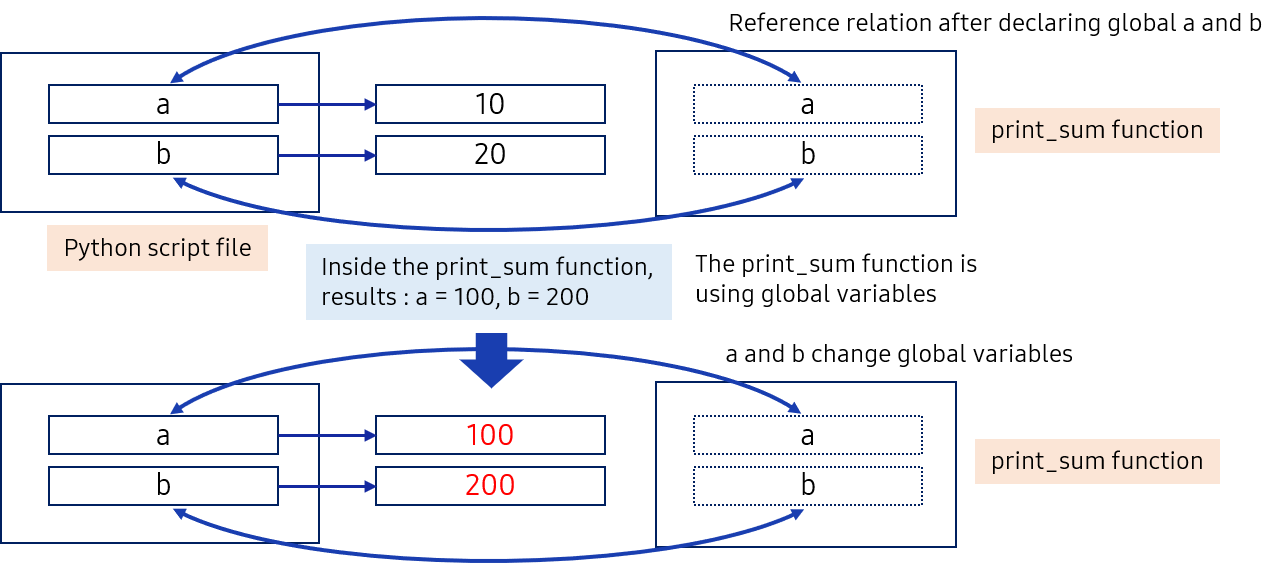 Reference relation after declaring global a and b
a
10
a
b
20
b
print_sum function
Python script file
Inside the print_sum function,
results : a = 100, b = 200
The print_sum function is
using global variables
a and b change global variables
a
100
a
b
200
b
print_sum function